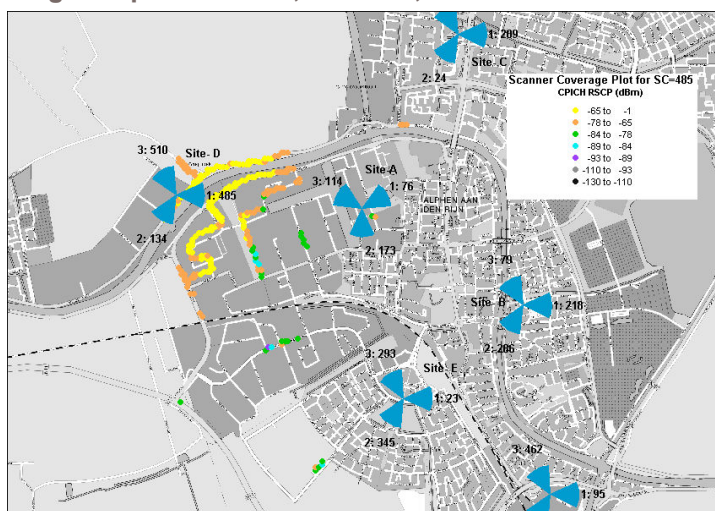 1: 209
Site- C
2: 24
Scanner Coverage Plot for SC=485
CPICH RSCP (dBm)
-65 to -1
-78 to -65
-84 to -78
-89 to -84
-93 to -89
-110 to -93
-130 to -110
3: 510
Site- D
1: 485
2: 134
Site- A
3: 114
1: 76
ALPHEN AAN
DEN RIJN
2: 173
3: 79
Site- B
1: 218
2: 286
3: 293
Site- E
1: 23
2: 345
3: 462
1: 95